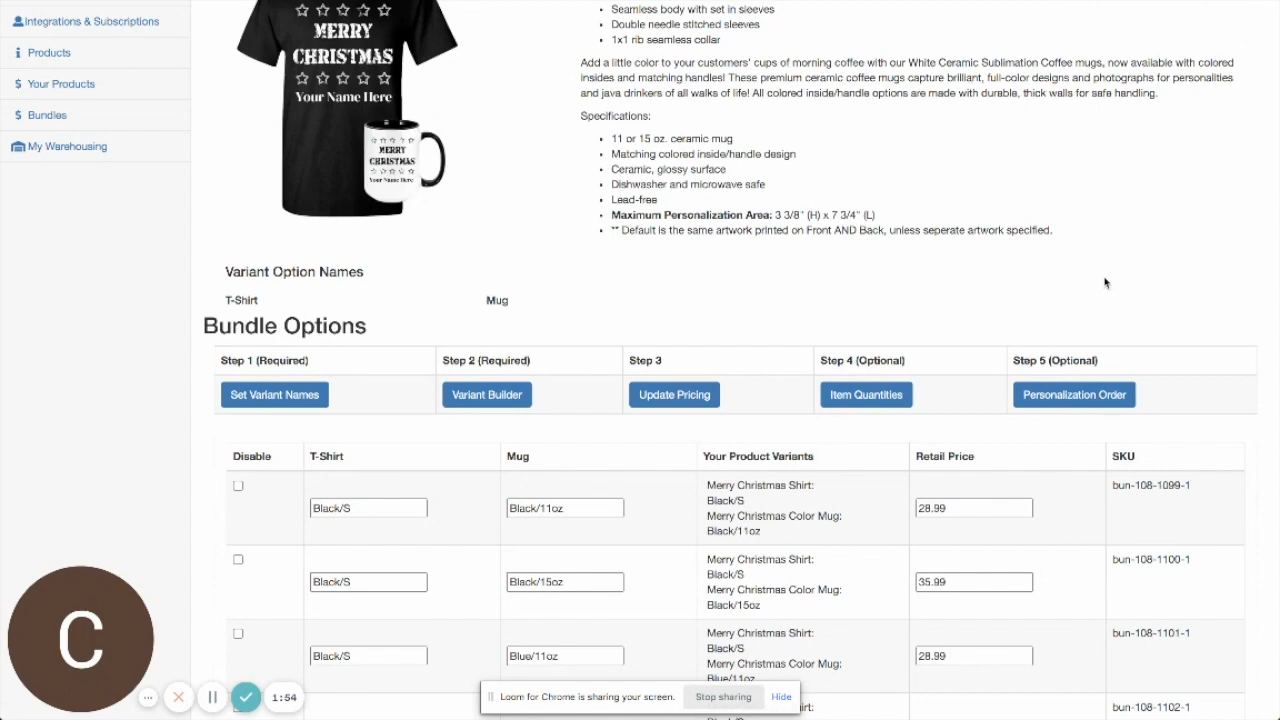 Integrations & Subscriptions
Products
Your Products
Bundles
My Warehousing
MERRY
CHRISTMAS
Your Name Here
MERRY
CHRISTMAS
Your Name Here
Seamless body with set in sleeves
Double needle stitched sleeves
1x1 rib seamless collar
Add a little color to your customers' cups of morning coffee with our White Ceramic Sublimation Coffee mugs, now available with colored
insides and matching handles! These premium ceramic coffee mugs capture brilliant, full-color designs and photographs for personalities
and java drinkers of all walks of life! All colored inside/handle options are made with durable, thick walls for safe handling.
Specifications:
11 or 15 oz. ceramic mug
Matching colored inside/handle design
Ceramic, glossy surface
Dishwasher and microwave safe
Lead-free
Maximum Personalization Area: 3 3/8" (H) x 7 3/4" (L)
** Default is the same artwork printed on Front AND Back, unless seperate artwork specified.
Variant Option Names
T-Shirt Mug
Bundle Options
Step 1 (Required) Step 2 (Required) Step 3 Step 4 (Optional) Step 5 (Optional)
Set Variant Names Variant Builder Update Pricing Item Quantities Personalization Order
Disable T-Shirt Mug Your Product Variants Retail Price SKU
Merry Christmas Shirt: bun-108-1099-1
Black/S
Black/S Black/11oz 28.99
Merry Christmas Color Mug:
Black/11oz
Merry Christmas Shirt: bun-108-1100-1
Black/S
Black/S Black/15oz 35.99
Merry Christmas Color Mug:
Black/15oz
Merry Christmas Shirt: bun-108-1101-1
Black/S
Black/S Blue/11oz 28.99
Merry Christmas Color Mug:
Blue/11oz
bun-108-1102-1
C
1:54
Loom for Chrome is sharing your screen. Stop sharing Hide